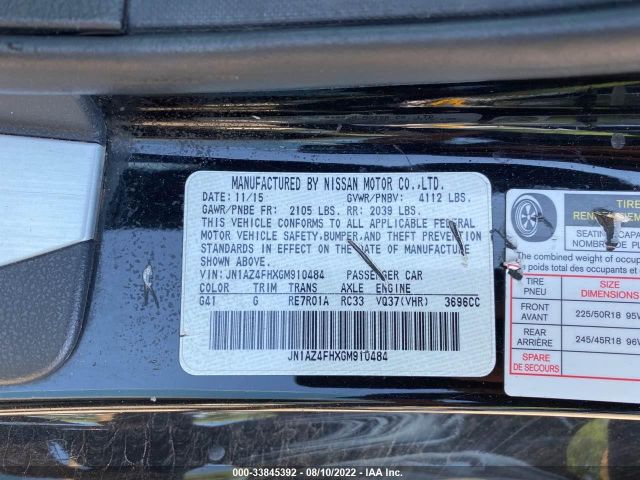 MANUFACTURED BY NISSAN MOTOR CO.,LTD.
DATE: 11/15 GVWR/PNBV: 4112 LBS.
GAWR/PNBE FR: 2105 LBS. RR: 2039 LBS.
THIS VEHICLE CONFORMS TO ALL APPLICABLE FEDERAL
MOTOR VEHICLE SAFETY,BUMPER,AND THEFT PREVENTION
STANDARDS IN EFFECT ON THE DATE OF MANUFACTURE
SHOWN ABOVE.
VIN: JN1AZ4FHXGM910484 PASSENGER CAR
COLOR TRIM TRANS AXLE ENGINE
G41 G RE7R01A RC33 VQ37(VHR) 3696CC
JN1AZ4FHXGM910484
TIRE
SEATING
NOMBRE DE
The combined weight of
poids total des occupants et
TIRE
PNEU
SIZE
DIMENSIONS
FRONT
AVANT
225/50R18 95
REAR
ARRIÈRE
245/45R18 96
SPARE
DE SECOURS
000-33845392 - 08/10/2022 - IAA Inc.